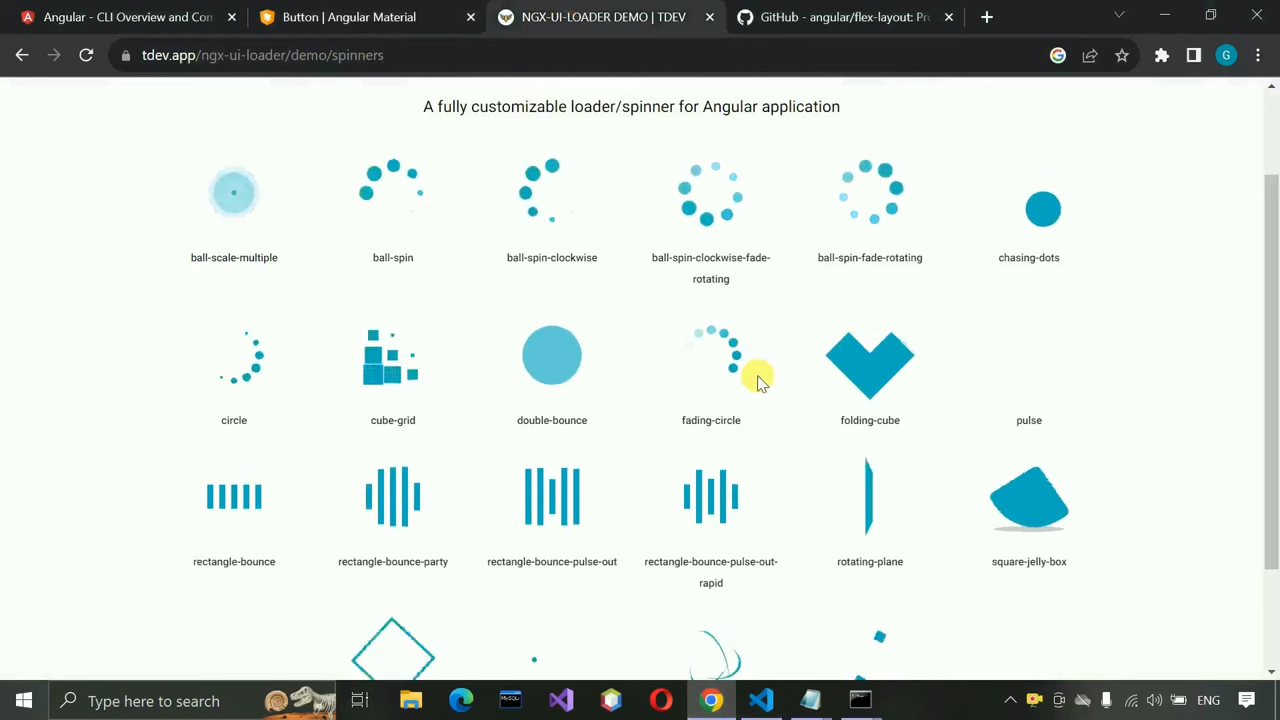 Angular - CLI Overview and Com
Button | Angular Material
NGX-UI-LOADER DEMO | TDEV
GitHub - angular/flex-layout: Pro
tdev.app/ngx-ui-loader/demo/spinners
G
A fully customizable loader/spinner for Angular application
ball-scale-multiple
ball-spin
ball-spin-clockwise
ball-spin-clockwise-fade-
rotating
ball-spin-fade-rotating
chasing-dots
circle
cube-grid
double-bounce
fading-circle
folding-cube
pulse
rectangle-bounce
rectangle-bounce-party
rectangle-bounce-pulse-out
rectangle-bounce-pulse-out-
rapid
rotating-plane
square-jelly-box
Type here to search
ENG